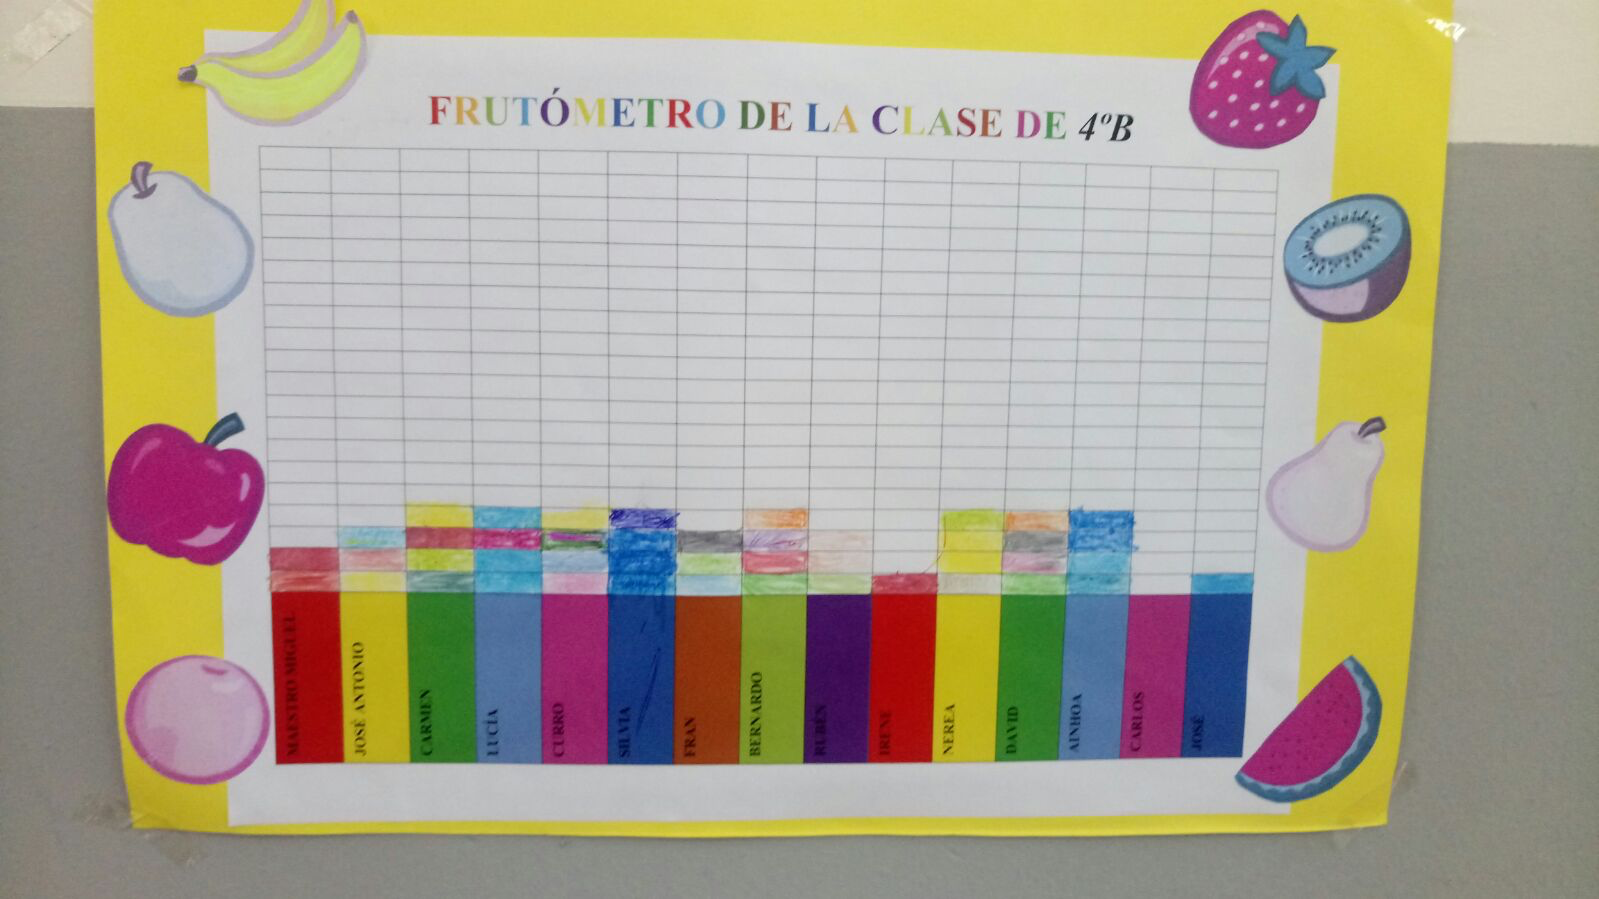 FRUTÓMETRO DE LA CLASE DE 4ºB
MAESTRO MIGUEL
JOSÉ ANTONIO
CARMEN
LUCÍA
CURRO
SILVIA
FRAN
BERNARDO
RUBÉN
IRENE
NEREA
DAVID
AINHOA
CARLOS
JOSÉ